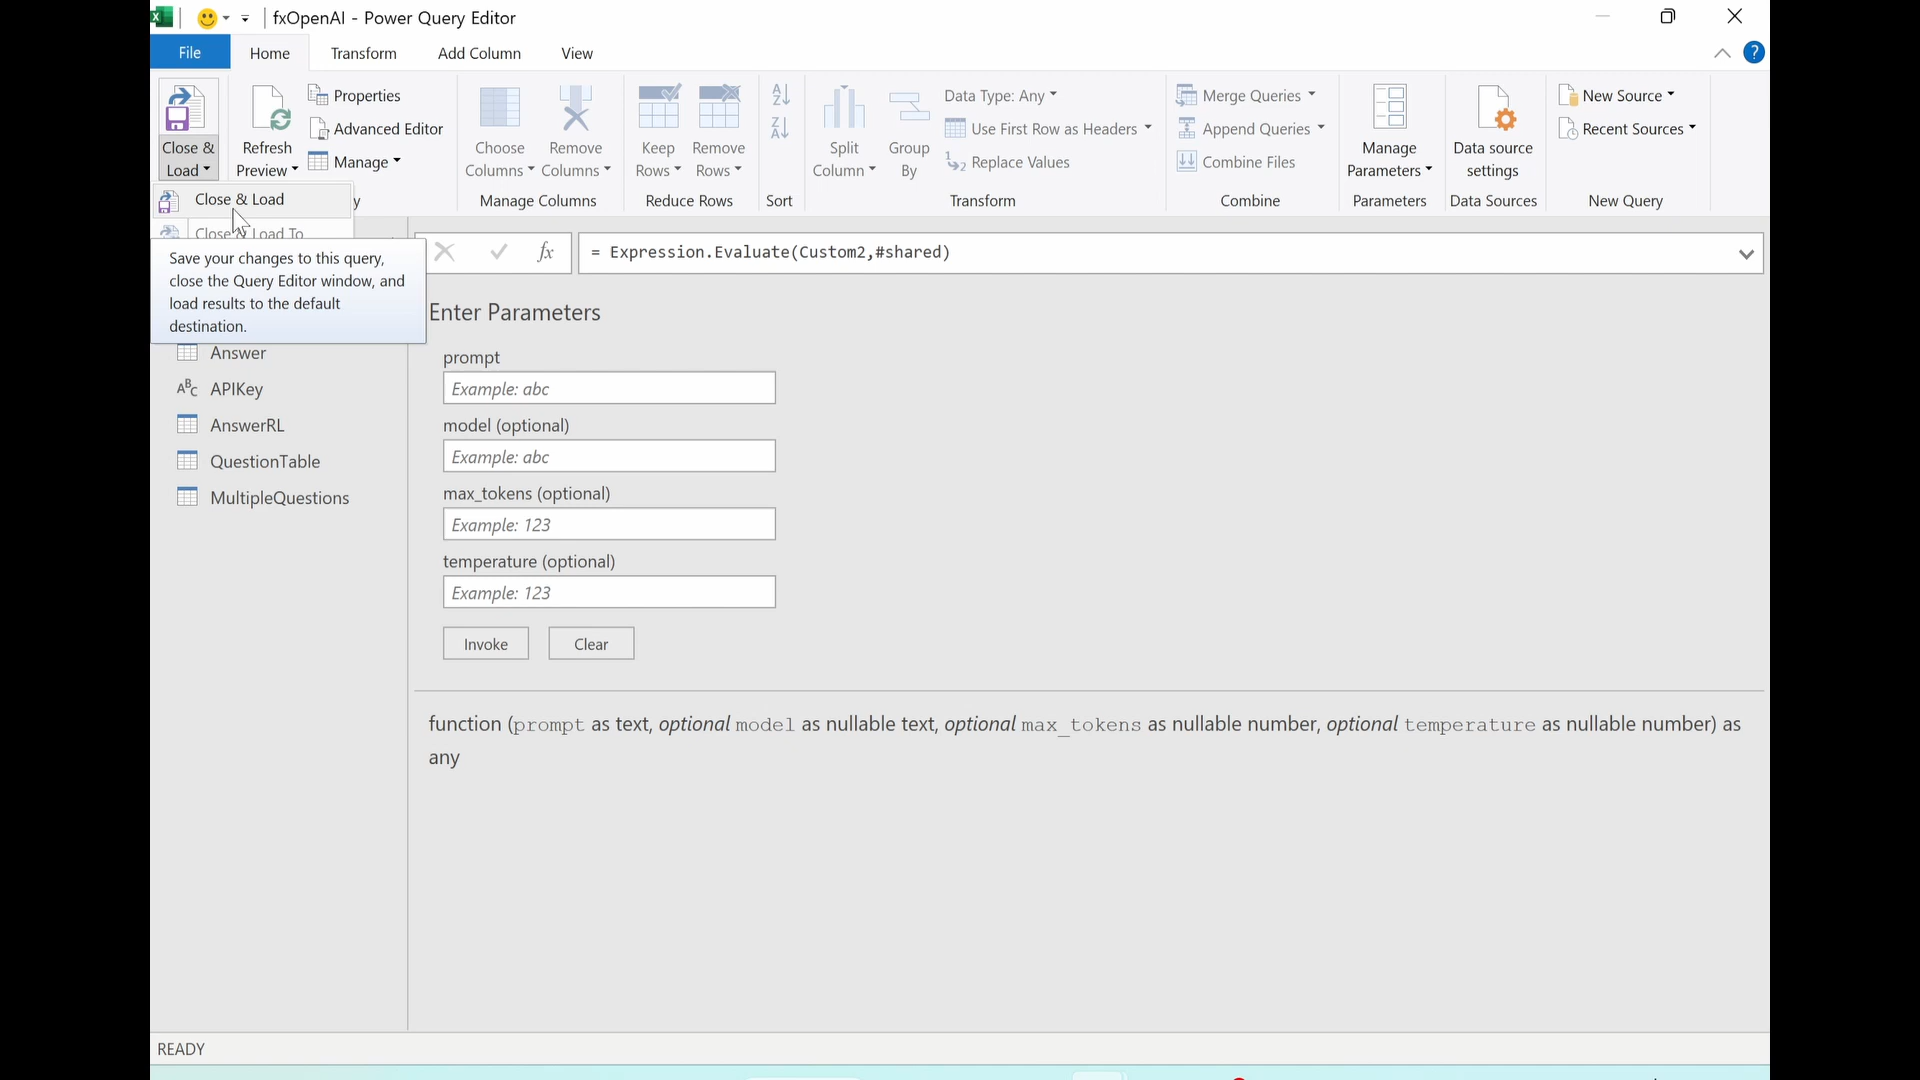 fxOpenAI - Power Query Editor
File Home Transform Add Column View
Close & Load
Refresh Preview
Properties
Advanced Editor
Manage
Choose Columns
Remove Columns
Manage Columns
Keep Rows
Remove Rows
Reduce Rows
A Z
Z A
Sort
Split Column
Group By
Data Type: Any
Use First Row as Headers
1 2 Replace Values
Transform
Merge Queries
Append Queries
Combine Files
Combine
Manage Parameters
Parameters
Data source settings
Data Sources
New Source
Recent Sources
New Query
?
Close & Load
y
Close & Load To
Save your changes to this query,
close the Query Editor window, and
load results to the default
destination.
fx = Expression.Evaluate(Custom2,#shared)
Answer
ABC APIKey
AnswerRL
QuestionTable
MultipleQuestions
Enter Parameters
prompt
Example: abc
model (optional)
Example: abc
max_tokens (optional)
Example: 123
temperature (optional)
Example: 123
Invoke Clear
function (prompt as text, optional model as nullable text, optional max_tokens as nullable number, optional temperature as nullable number) as
any
READY